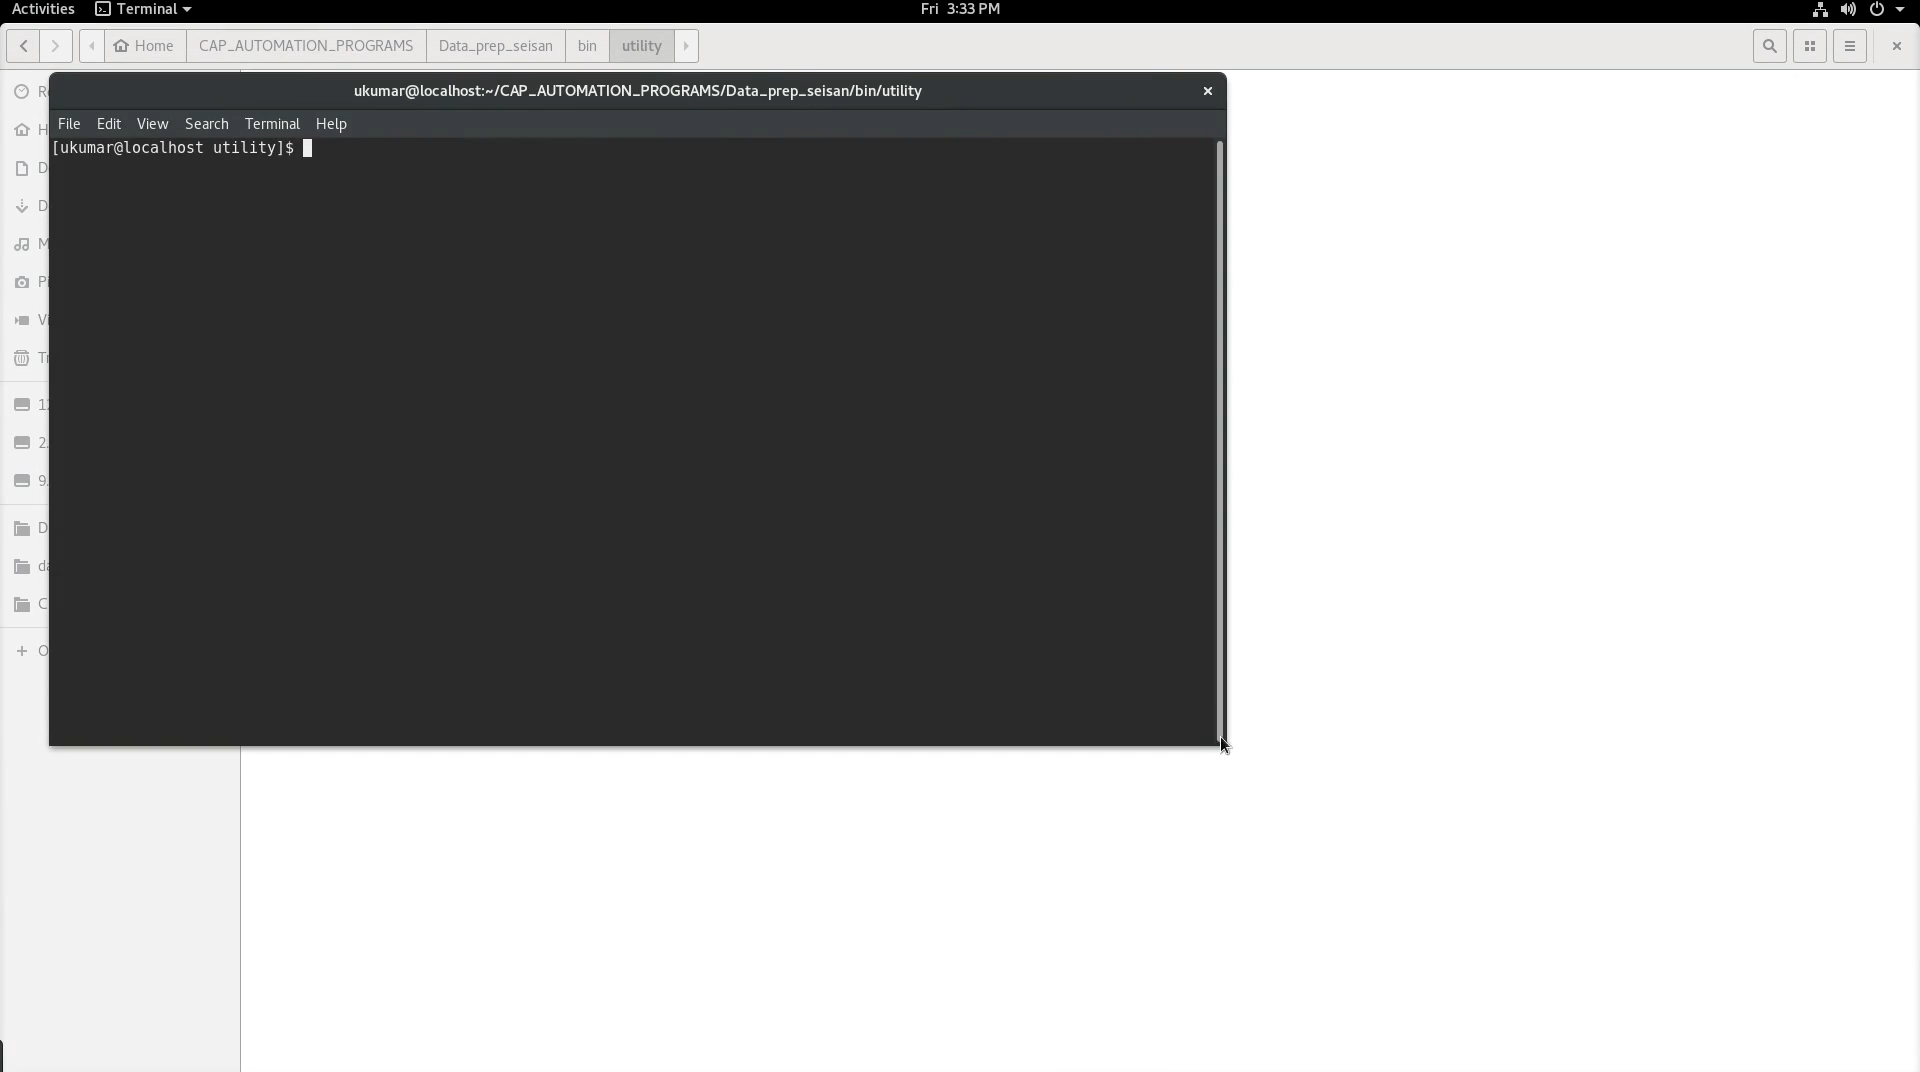 Activities Terminal Fri 3:33 PM
Home CAP_AUTOMATION_PROGRAMS Data_prep_seisan bin utility
ukumar@localhost:~/CAP_AUTOMATION_PROGRAMS/Data_prep_seisan/bin/utility
File Edit View Search Terminal Help
[ukumar@localhost utility]$